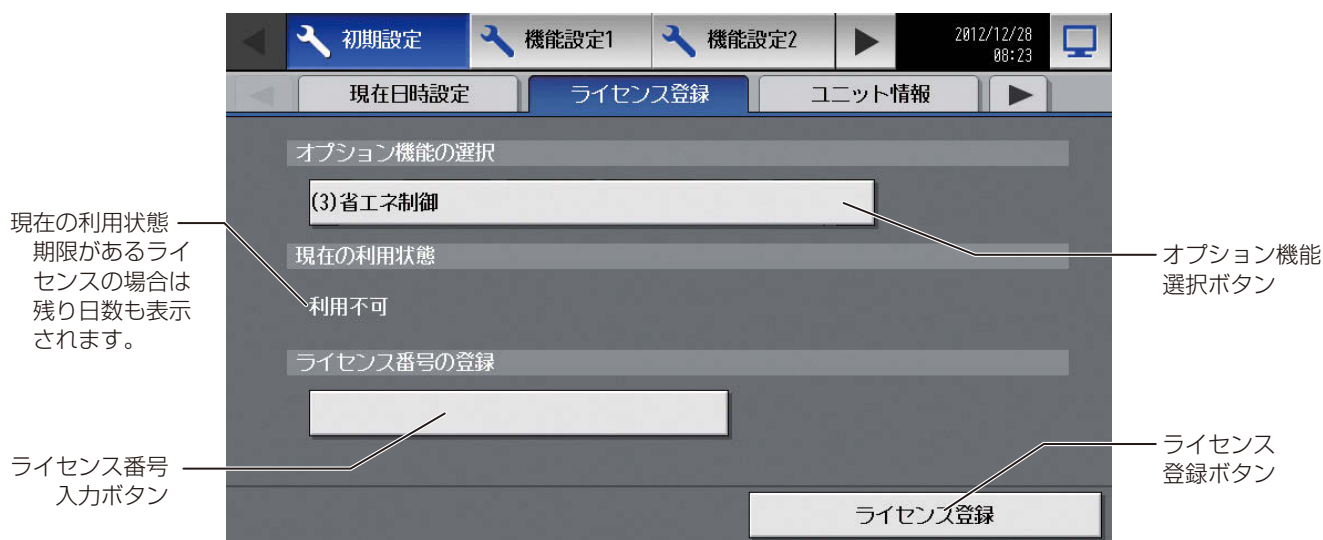 初期設定
機能設定1
機能設定2
2012/12/28
08:23
現在日時設定
ライセンス登録
ユニット情報
オプション機能の選択
(3)省エネ制御
現在の利用状態
利用不可
ライセンス番号の登録
ライセンス登録
現在の利用状態
期限があるライ
センスの場合は
残り日数も表示
されます。
ライセンス番号
入力ボタン
オプション機能
選択ボタン
ライセンス
登録ボタン